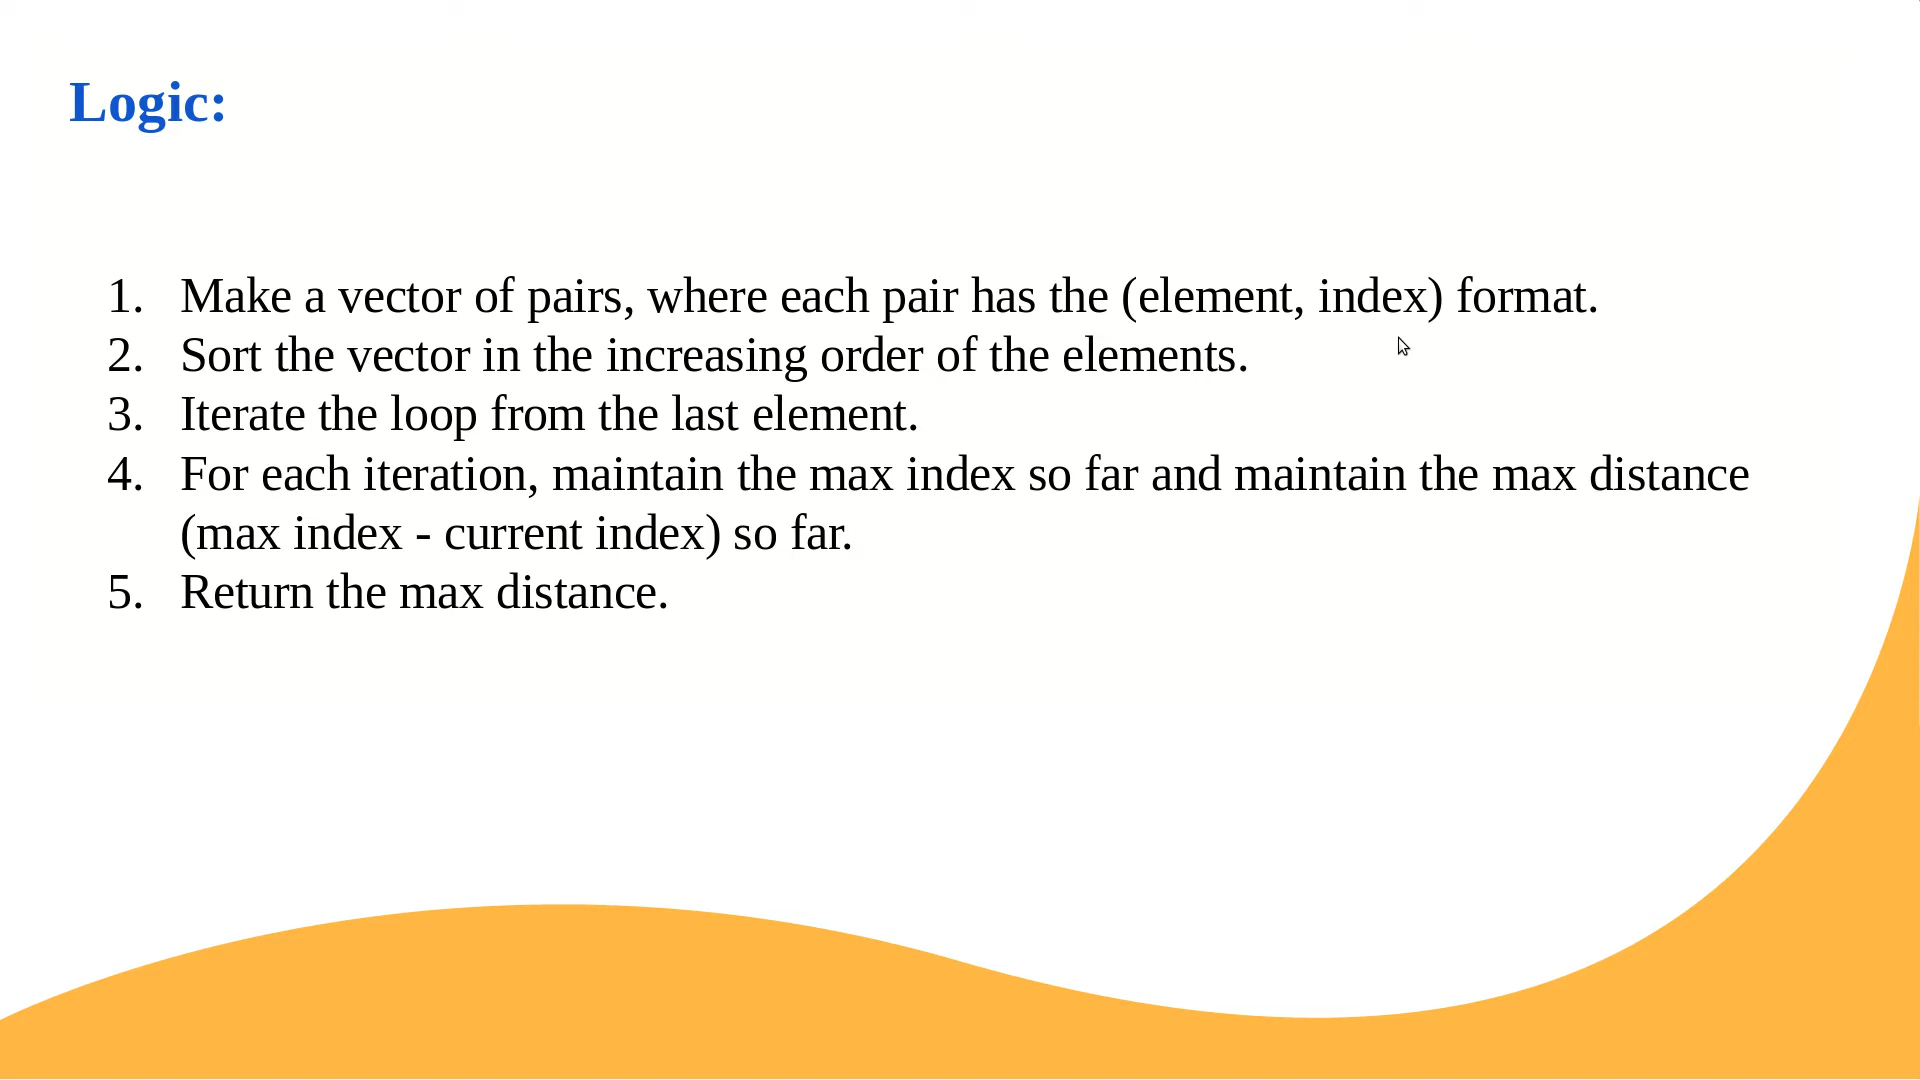 Logic:
1. Make a vector of pairs, where each pair has the (element, index) format.
2. Sort the vector in the increasing order of the elements.
3. Iterate the loop from the last element.
4. For each iteration, maintain the max index so far and maintain the max distance
(max index - current index) so far.
5. Return the max distance.